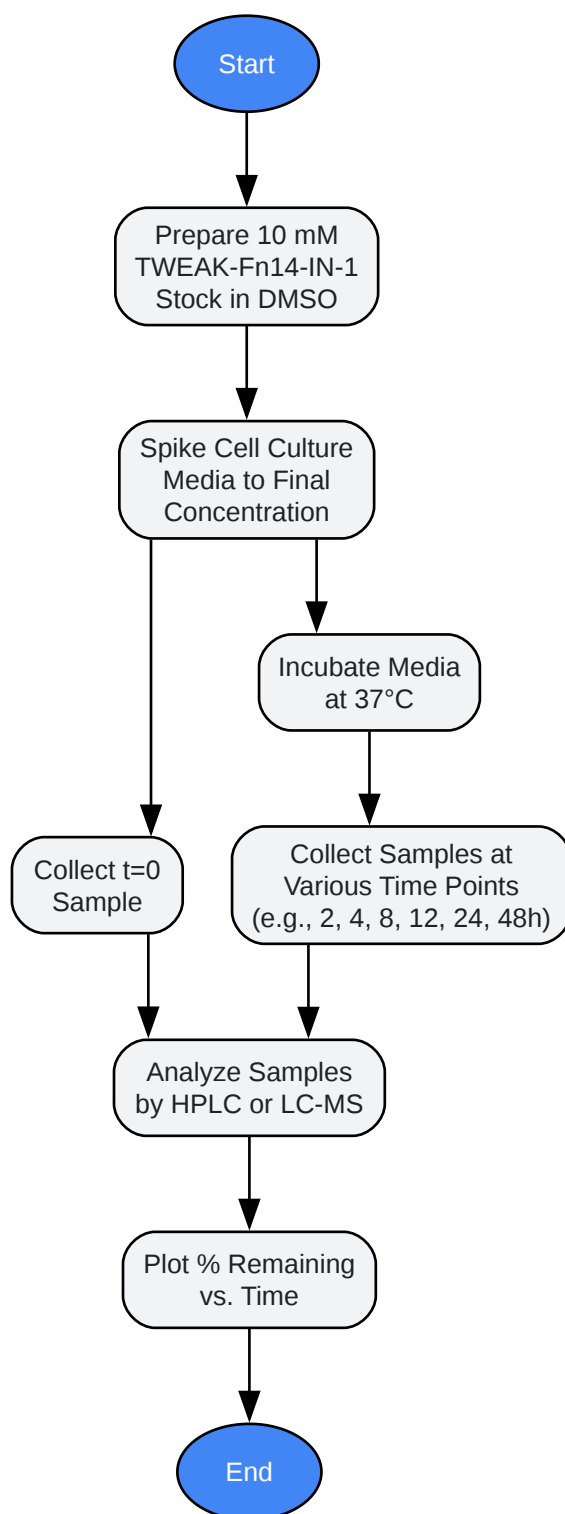 Start
Prepare 10 mM
TWEAK-Fn14-IN-1
Stock in DMSO
Spike Cell Culture
Media to Final
Concentration
Incubate Media
at 37°C
Collect t=0
Sample
Collect Samples at
Various Time Points
(e.g., 2, 4, 8, 12, 24, 48h)
Analyze Samples
by HPLC or LC-MS
Plot % Remaining
vs. Time
End